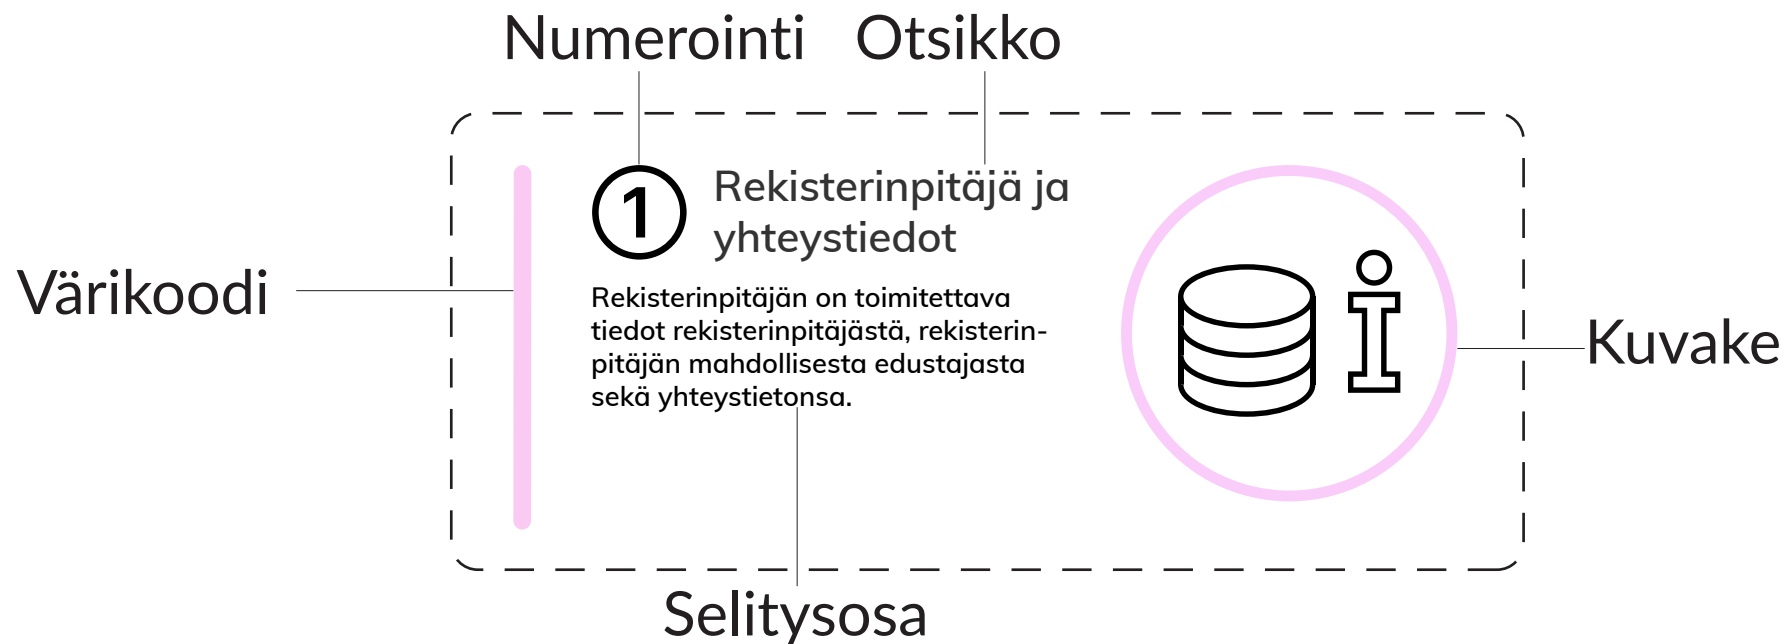 Numerointi Otsikko
1 Rekisterinpitäjä ja
yhteystiedot
Värikoodi
Rekisterinpitäjän on toimitettava
tiedot rekisterinpitäjästä, rekisterin-
pitäjän mahdollisesta edustajasta
sekä yhteystietonsa.
Kuvake
Selitysosa